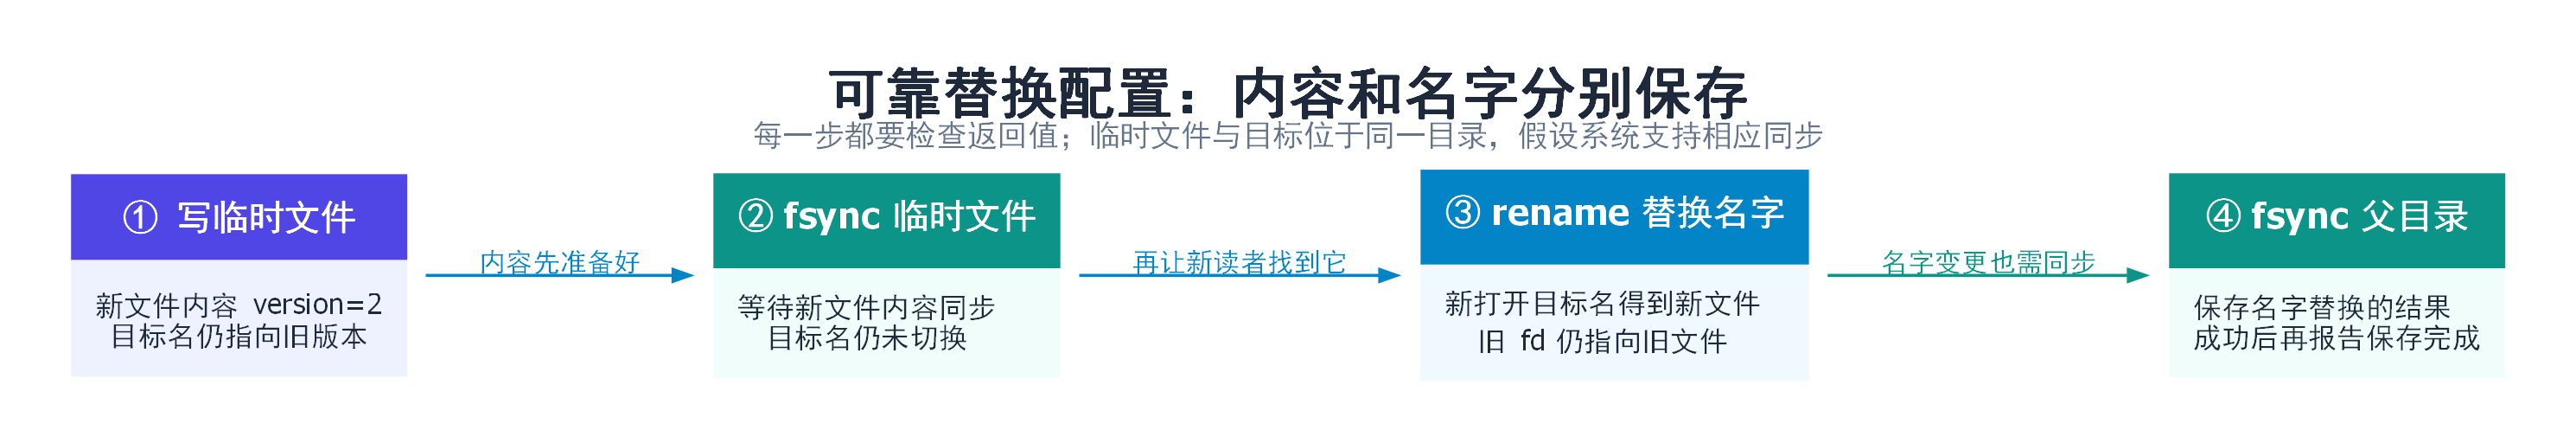 可靠替换配置：内容和名字分别保存
每一步都要检查返回值；临时文件与目标位于同一目录，假设系统支持相应同步
① 写临时文件
新文件内容 version=2
目标名仍指向旧版本
内容先准备好
② fsync 临时文件
等待新文件内容同步
目标名仍未切换
再让新读者找到它
③ rename 替换名字
新打开目标名得到新文件
旧 fd 仍指向旧文件
名字变更也需同步
④ fsync 父目录
保存名字替换的结果
成功后再报告保存完成